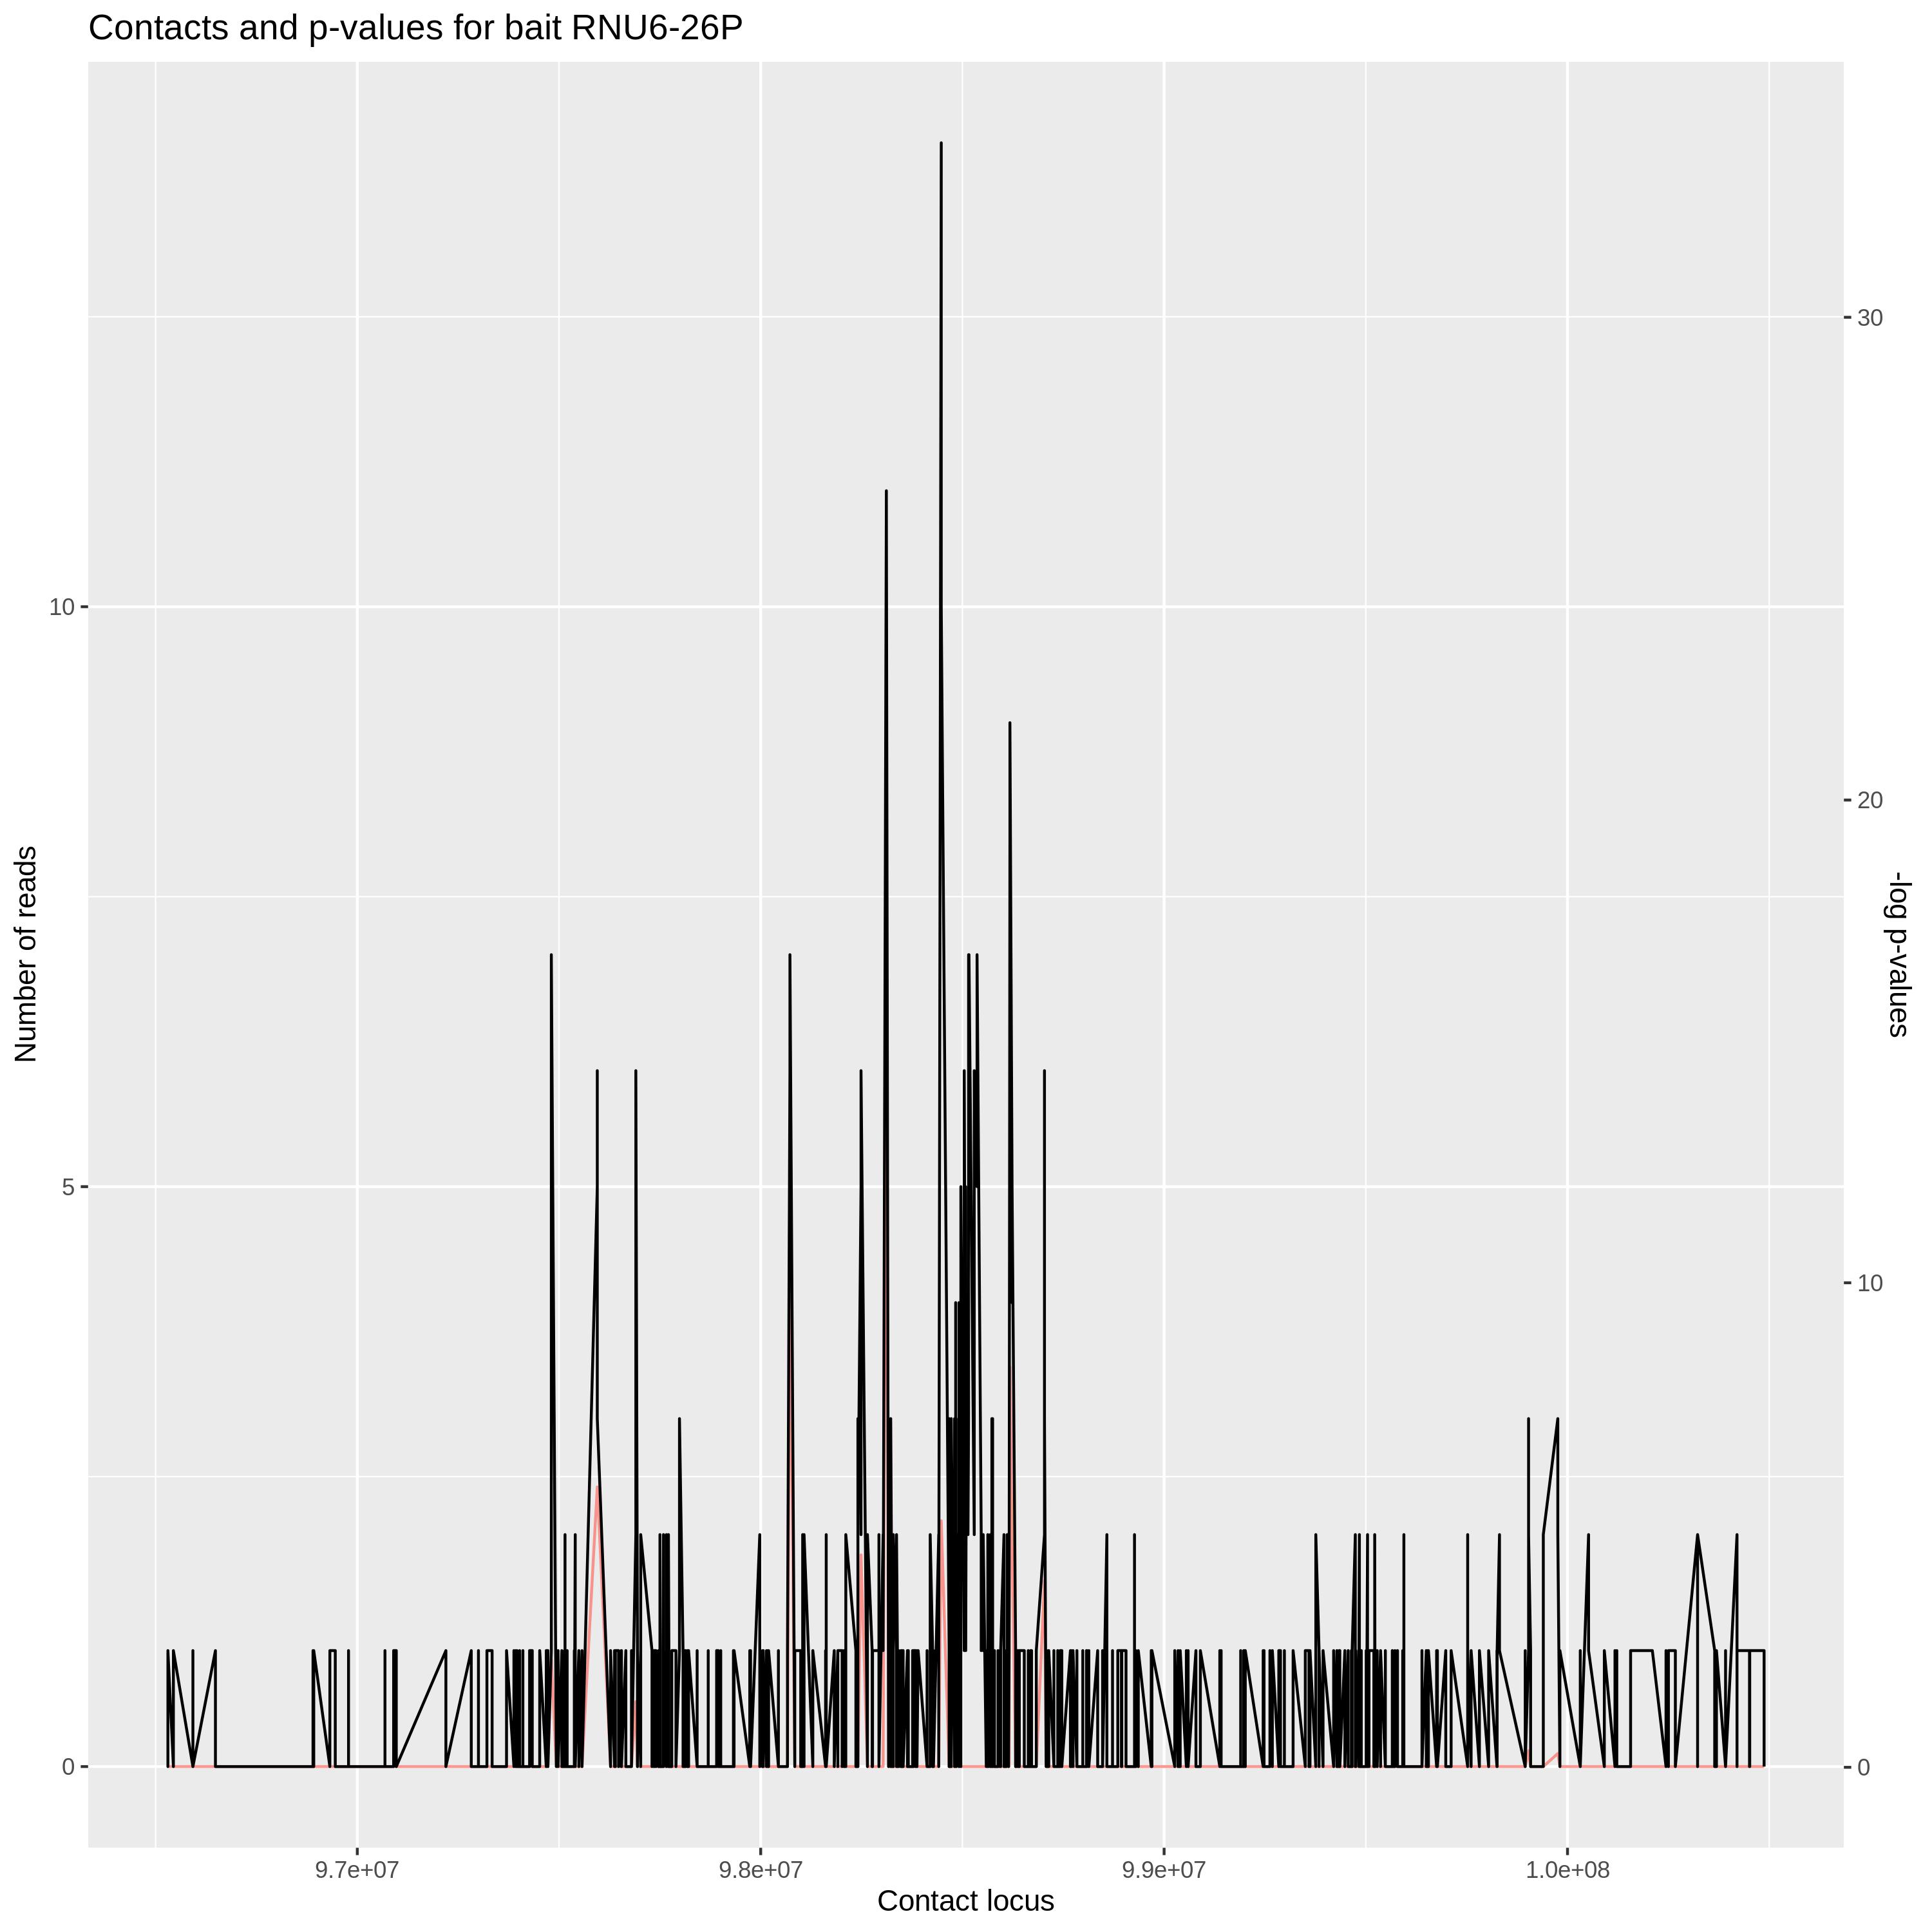 Contacts and p-values for bait RNU6-26P
Number of reads
10
5
0
30
20
10
0
-log p-values
9.7e+07
9.8e+07
9.9e+07
1.0e+08
Contact locus